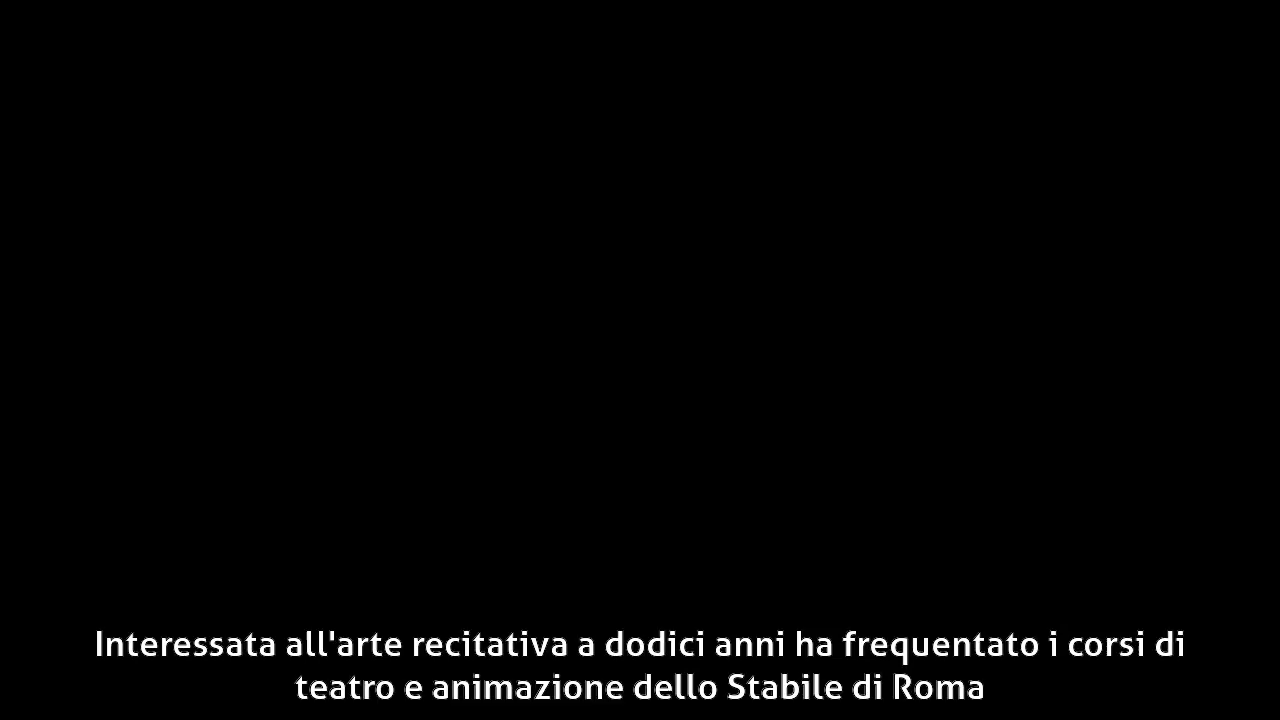 Interessata all'arte recitativa a dodici anni ha frequentato i corsi di
teatro e animazione dello Stabile di Roma